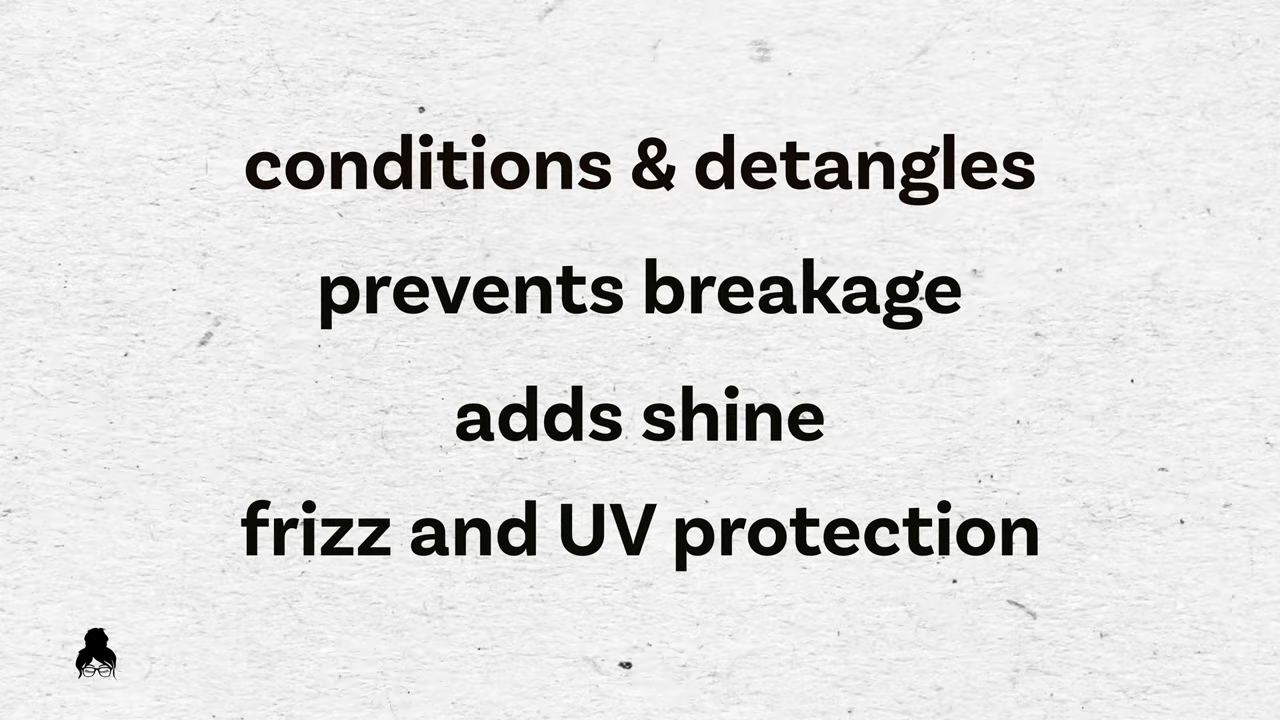 conditions & detangles
prevents breakage
adds shine
frizz and UV protection